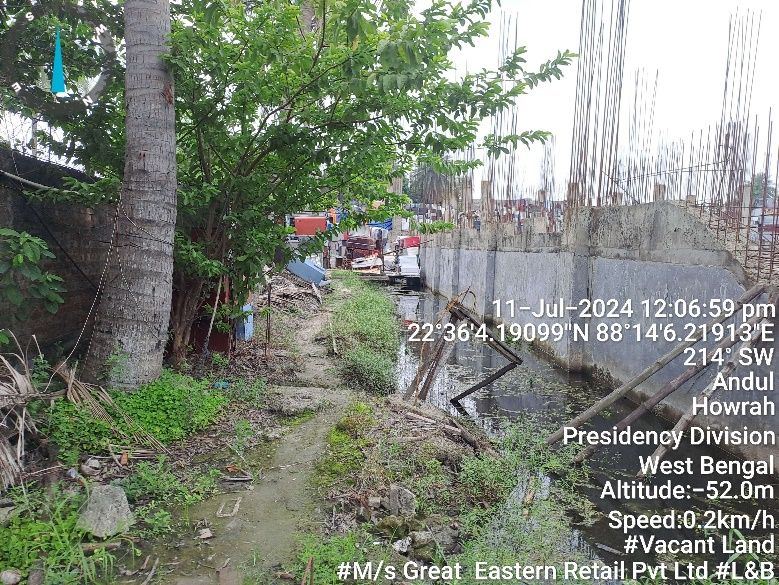 11-Jul-2024 12:06:59 pm
22°36'4.19099"N 88°14'6.21913"E
214° SW
Andul
Howrah
Presidency Division
West Bengal
Altitude:-52.0m
Speed:0.2km/h
#Vacant Land
#M/s Great Eastern Retail Pvt Ltd #L&B